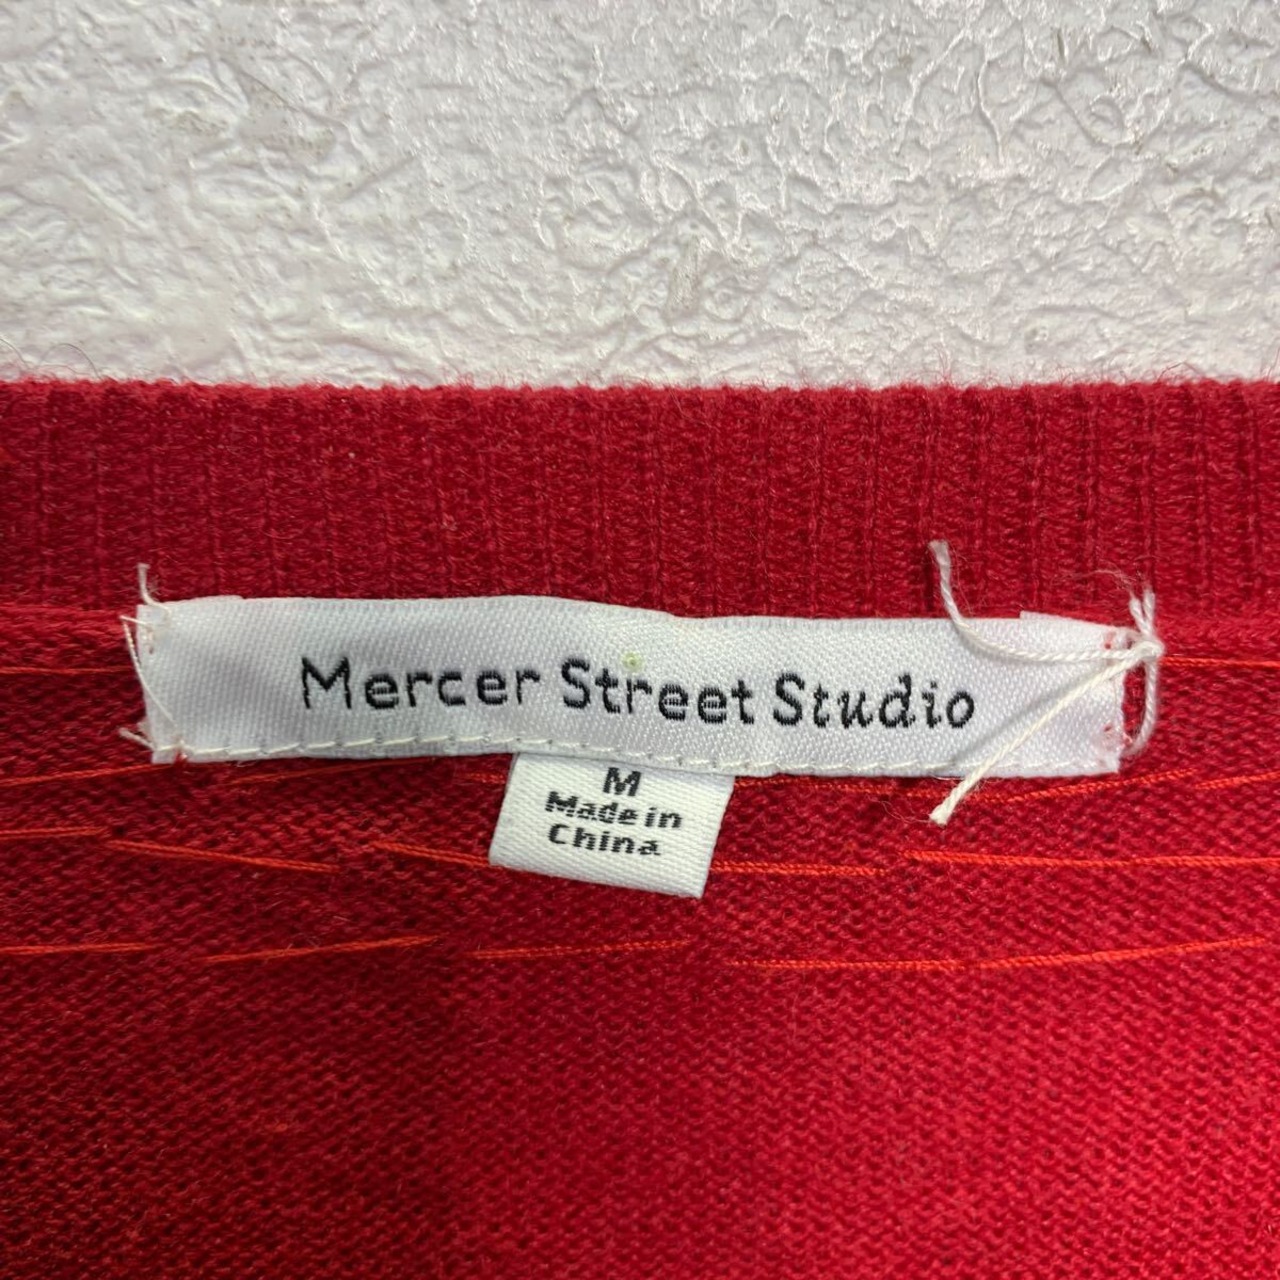 Mercer Street Studio
M
Made in
China